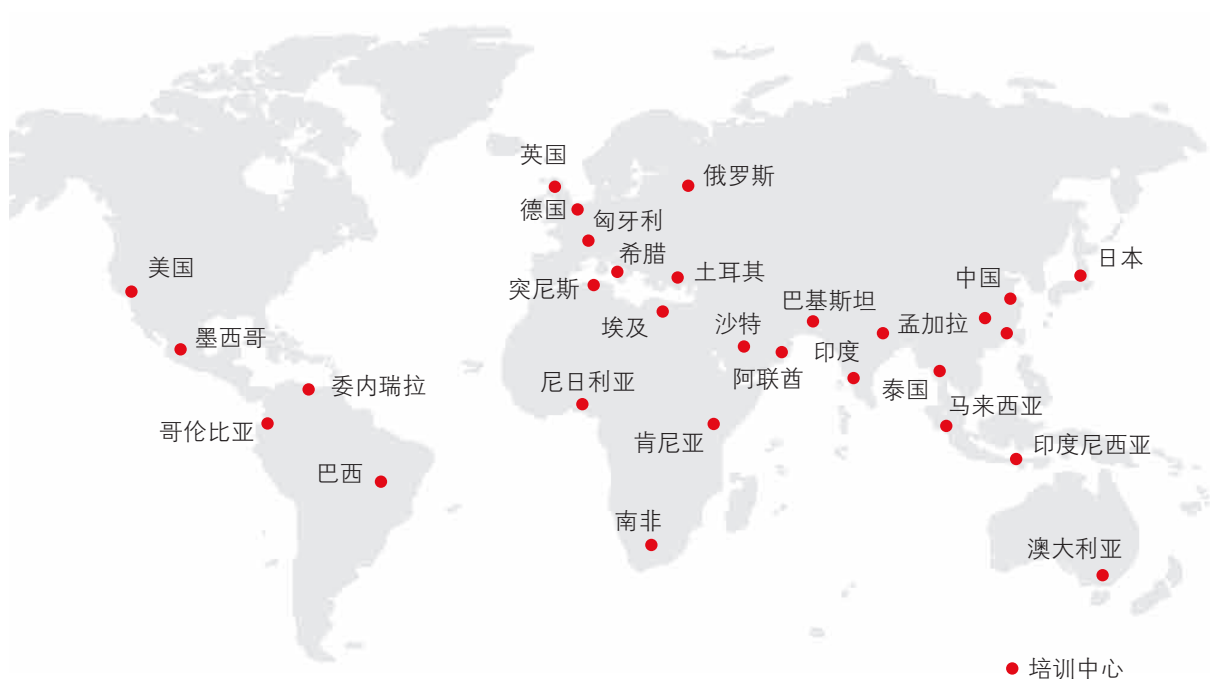 英国
俄罗斯
德国
匈牙利
希腊
日本
美国
土耳其
中国
突尼斯
巴基斯坦
埃及
沙特
孟加拉
墨西哥
印度
阿联酋
尼日利亚
委内瑞拉
泰国
马来西亚
哥伦比亚
肯尼亚
印度尼西亚
巴西
南非
澳大利亚
培训中心